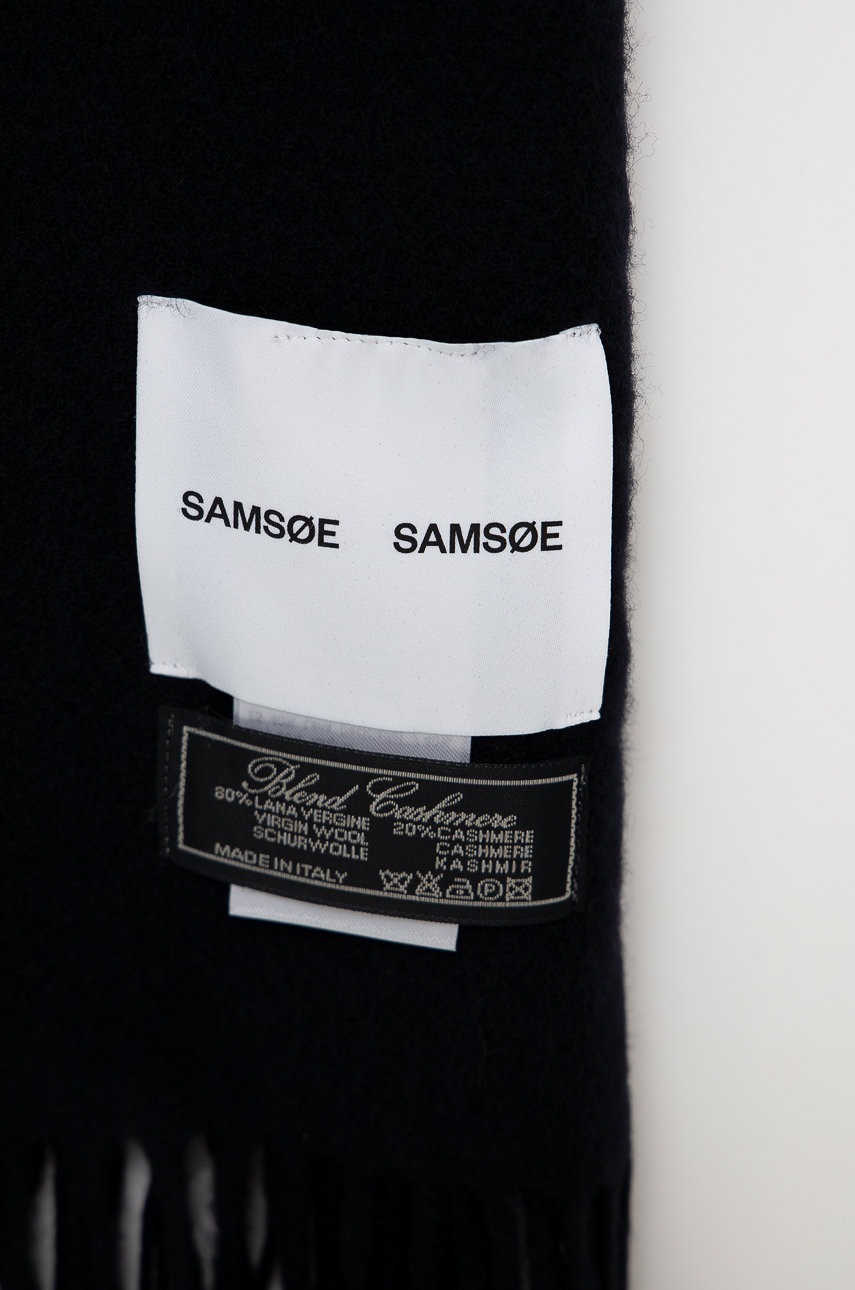 SAMSØE SAMSØE
Blend Cashmere
80% LANA VERGINE 20% CASHMERE
VIRGIN WOOL CASHMERE
SCHURWOLLE KASHMIR
MADE IN ITALY